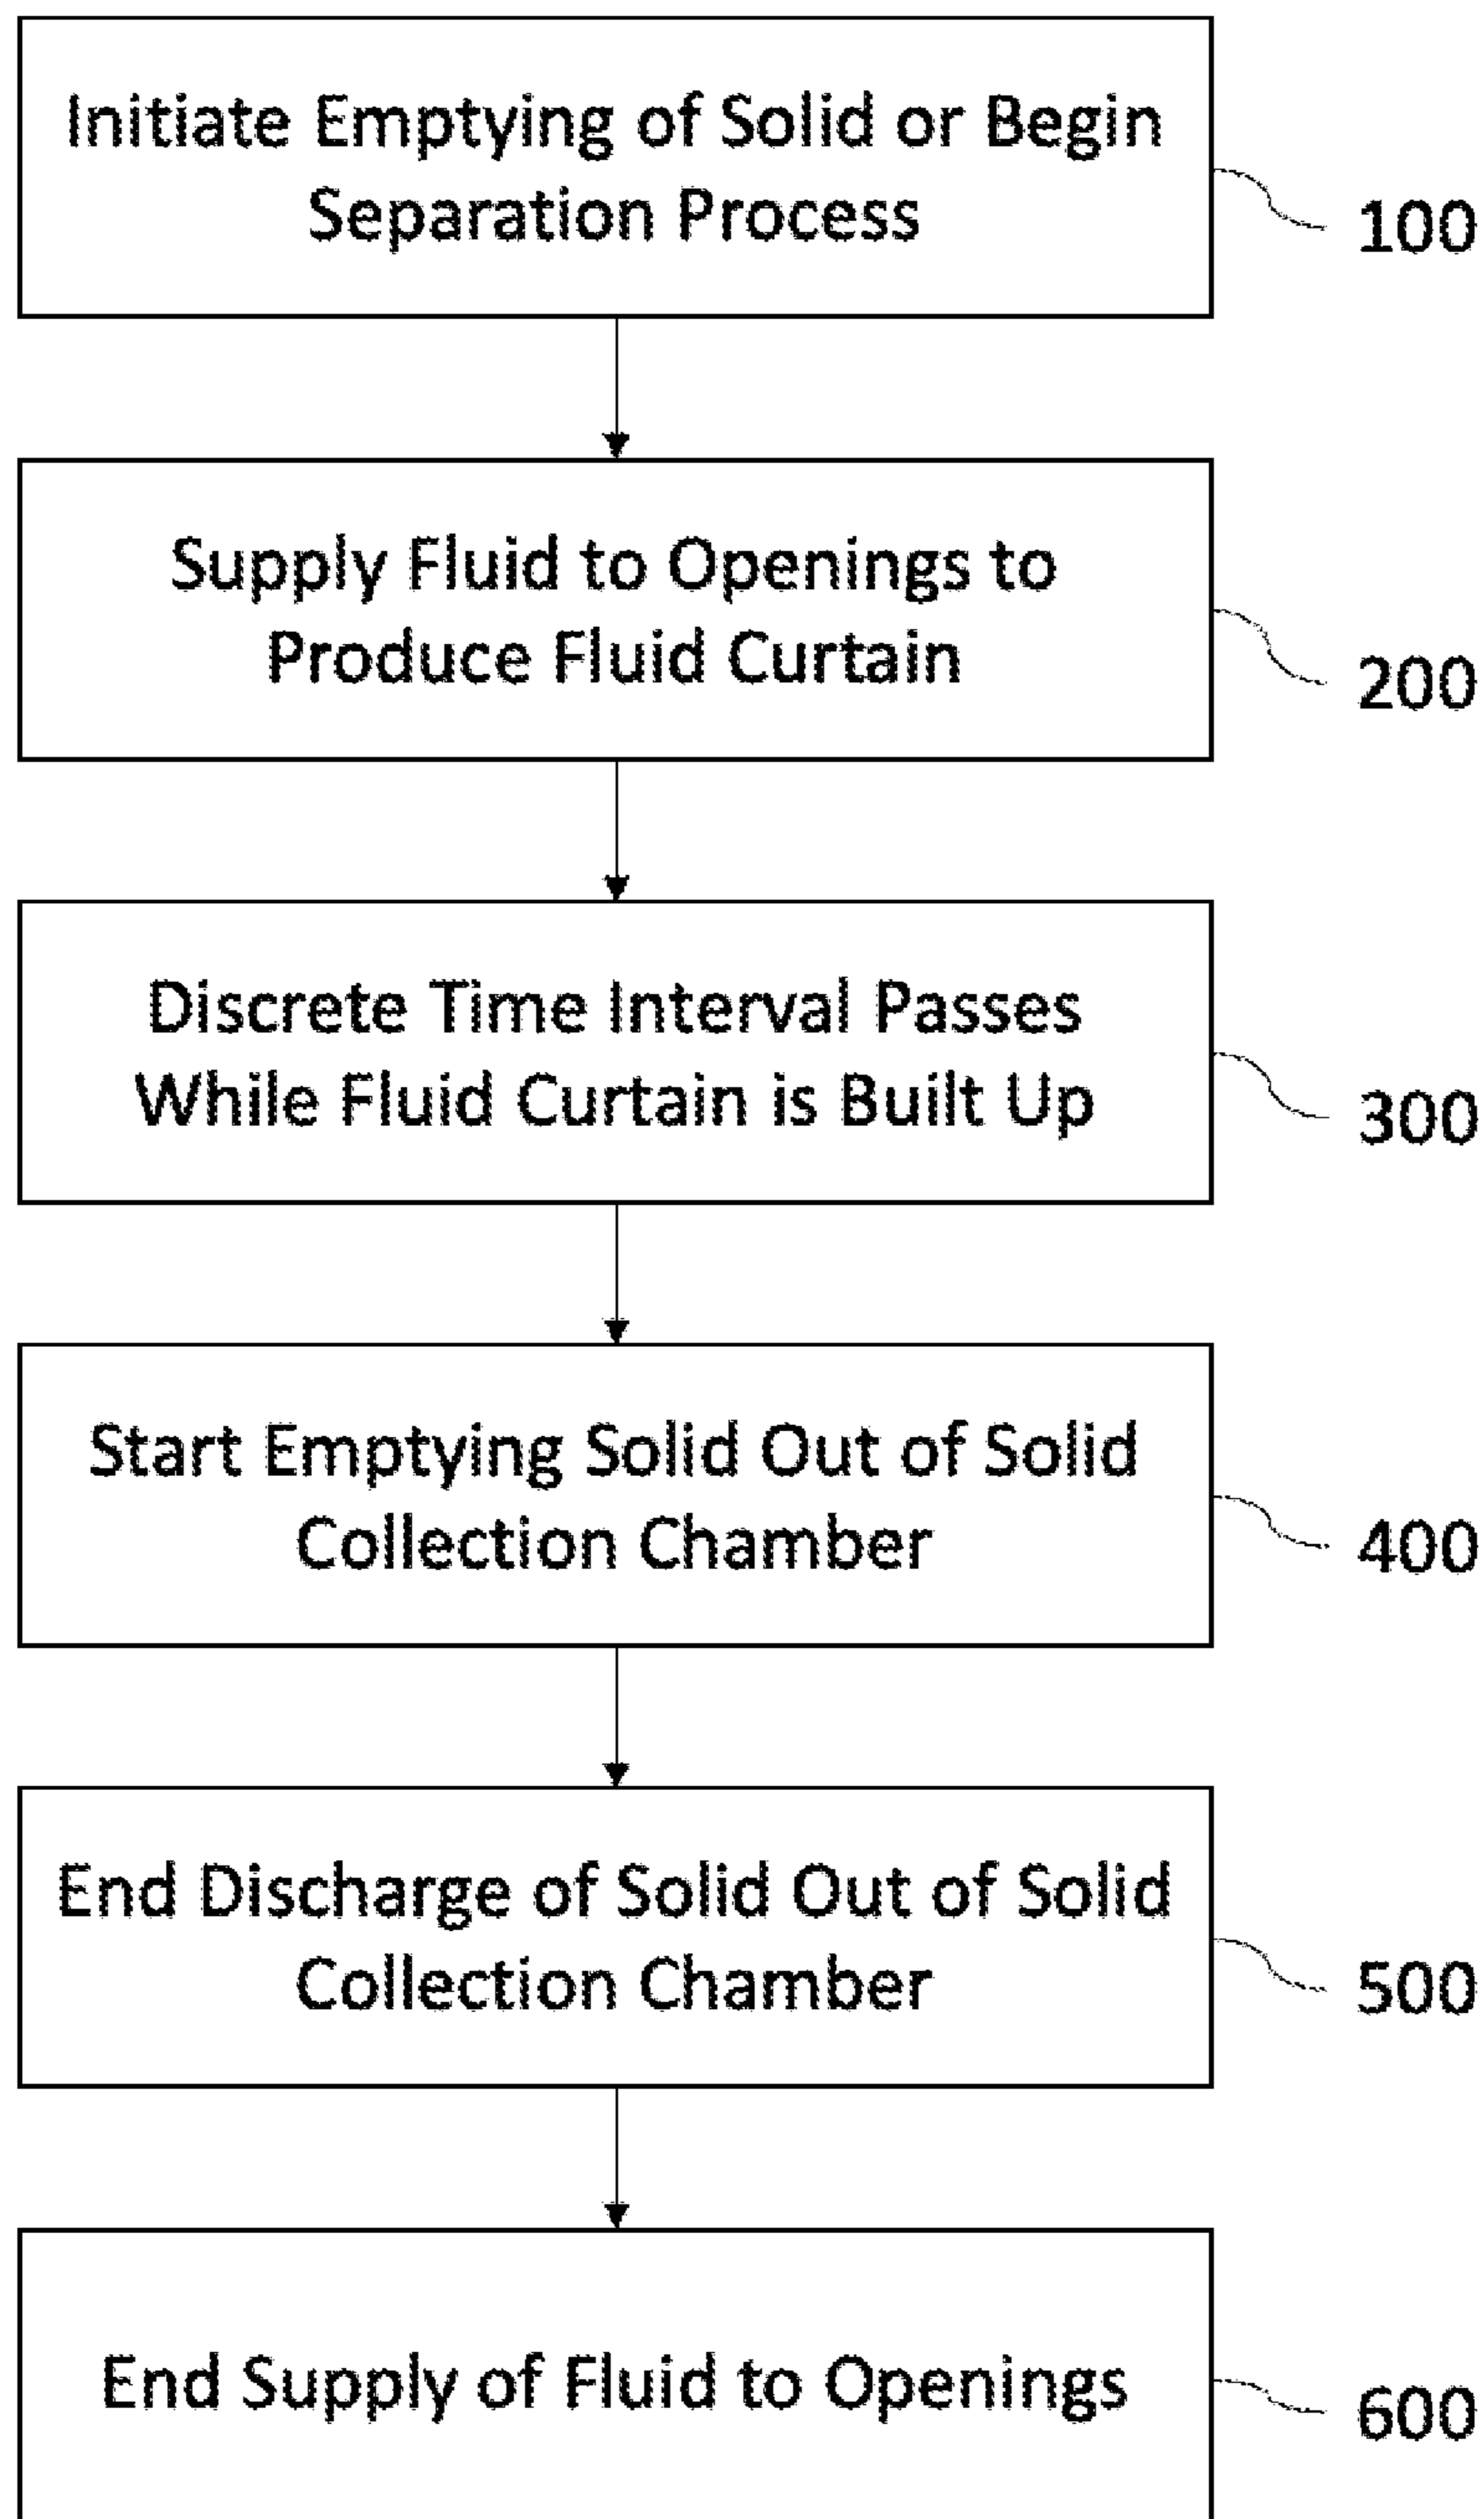 Initiate Emptying of Solid or Begin
Separation Process
100
Supply Fluid to Openings to
Produce Fluid Curtain
200
Discrete Time Interval Passes
While Fluid Curtain is Built Up
300
Start Emptying Solid Out of Solid
Collection Chamber
400
End Discharge of Solid Out of Solid
Collection Chamber
500
End Supply of Fluid to Openings
600